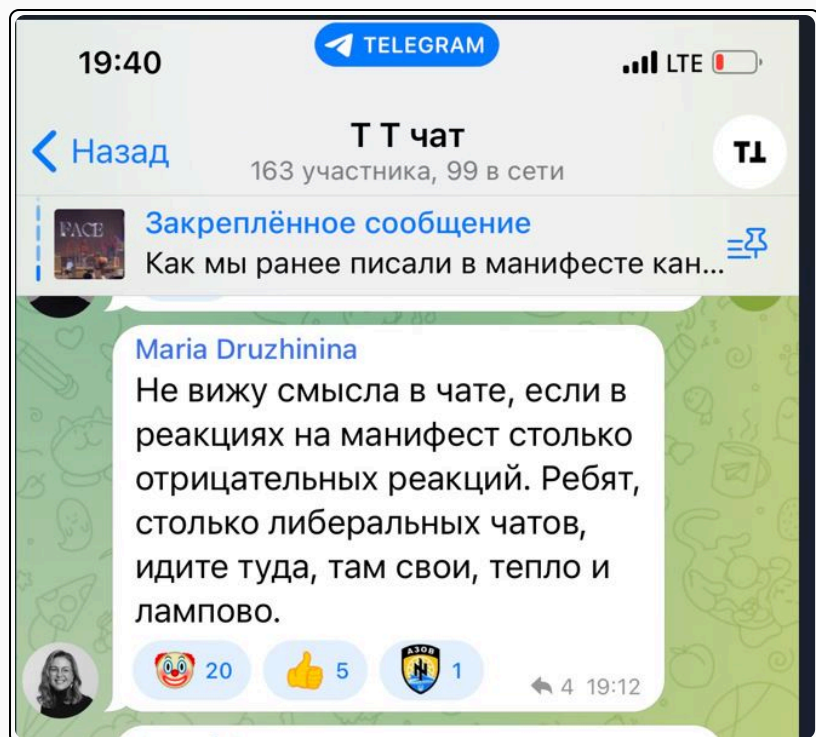 19:40
TELEGRAM
LTE
Назад
Т Т чат
163 участника, 99 в сети
FACE
Закреплённое сообщение
Как мы ранее писали в манифесте кан...
Maria Druzhinina
Не вижу смысла в чате, если в
реакциях на манифест столько
отрицательных реакций. Ребят,
столько либеральных чатов,
идите туда, там свои, тепло и
лампово.
20
5
АЗОВ
1
4 19:12